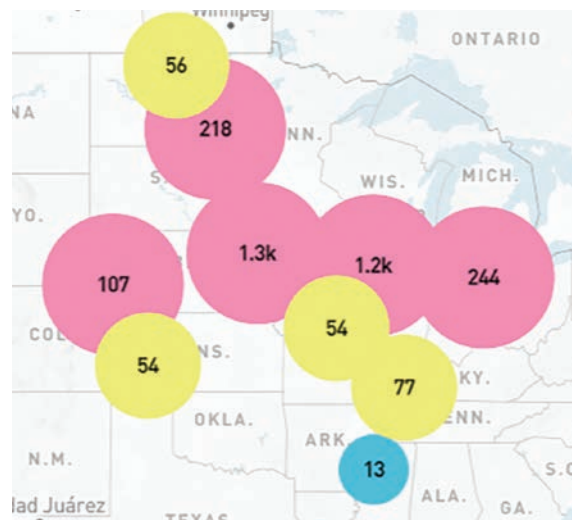 Winnipeg
ONTARIO
56
NA
218
NN.
S.
WIS.
MICH.
YO.
1.3k
1.2k
244
107
54
COL
NS.
54
77
KY.
OKLA.
ENN.
ARK
N.M.
13
S.C
ALA.
GA.
dad Juárez
TEXAS